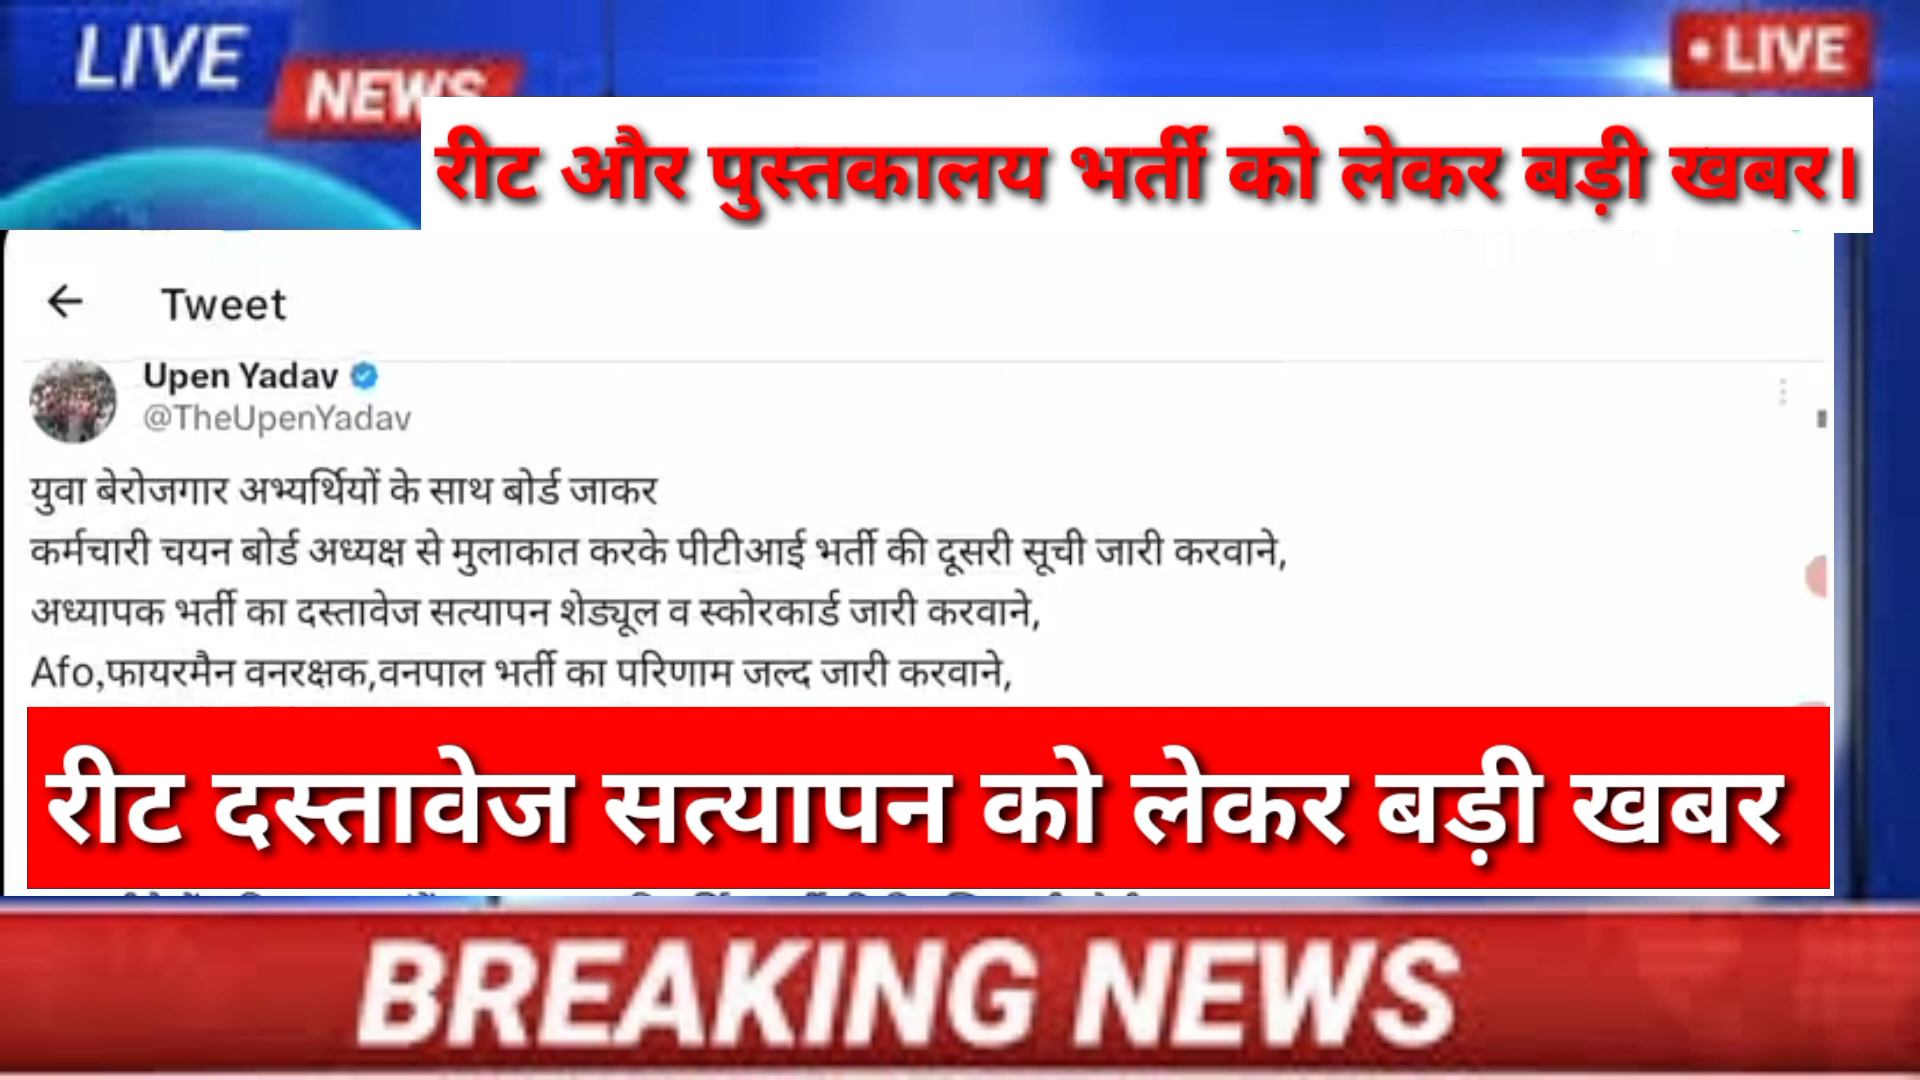 LIVE
NEWS
• LIVE
रीट और पुस्तकालय भर्ती को लेकर बड़ी खबर।
Tweet
Upen Yadav
@TheUpenYadav
युवा बेरोजगार अभ्यर्थियों के साथ बोर्ड जाकर
कर्मचारी चयन बोर्ड अध्यक्ष से मुलाकात करके पीटीआई भर्ती की दूसरी सूची जारी करवाने,
अध्यापक भर्ती का दस्तावेज सत्यापन शेड्यूल व स्कोरकार्ड जारी करवाने,
Afo,फायरमैन वनरक्षक,वनपाल भर्ती का परिणाम जल्द जारी करवाने,
रीट दस्तावेज सत्यापन को लेकर बड़ी खबर
BREAKING NEWS